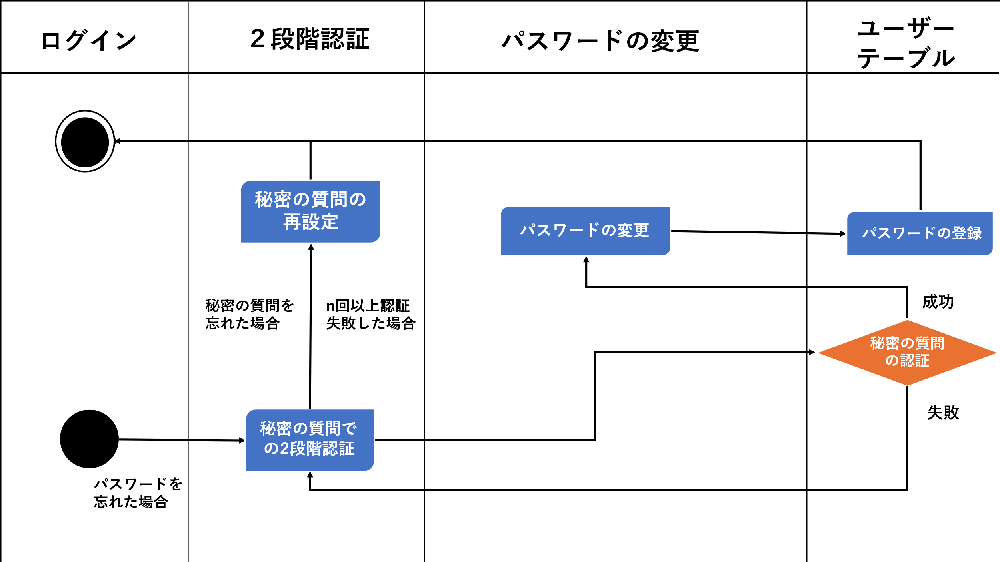 ログイン
2段階認証
パスワードの変更
ユーザー
テーブル
秘密の質問の
再設定
パスワードの変更
パスワードの登録
秘密の質問を
忘れた場合
n回以上認証
失敗した場合
成功
秘密の質問
の認証
失敗
秘密の質問で
の2段階認証
パスワードを
忘れた場合